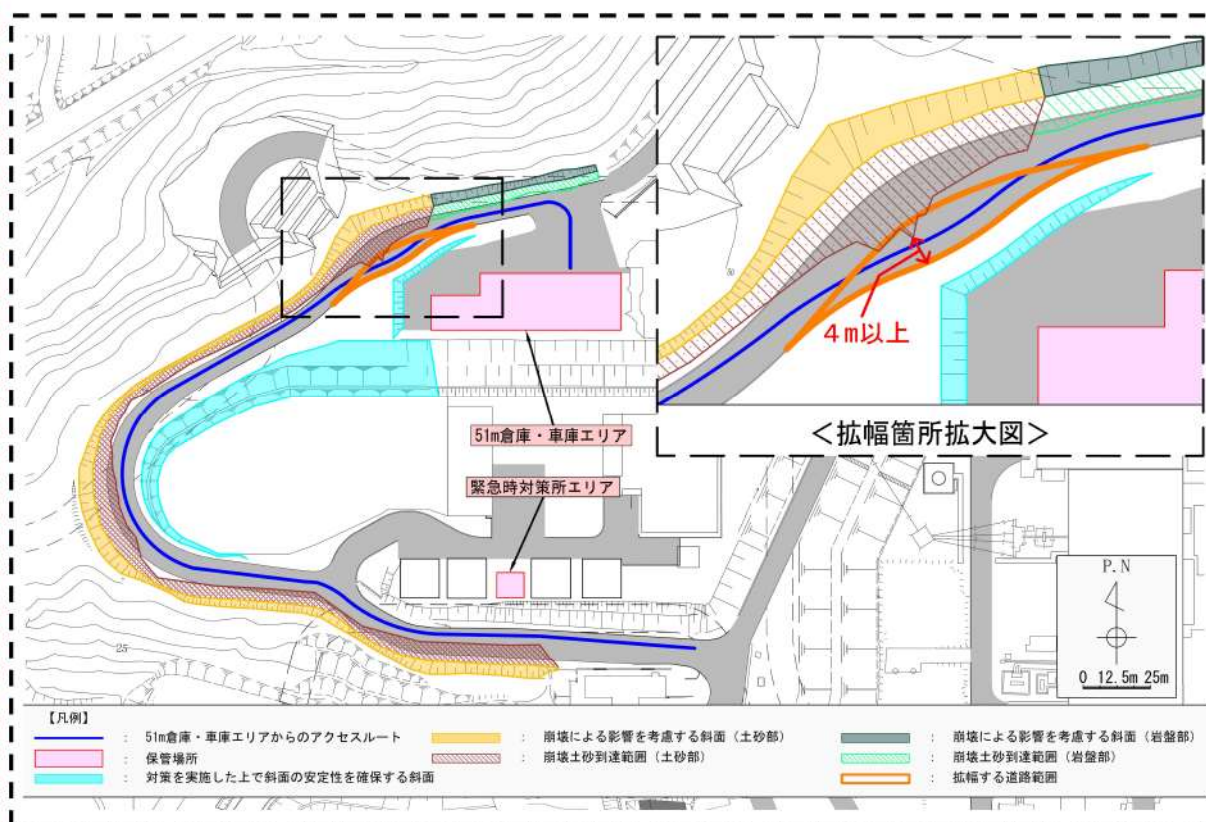 4m以上
<拡幅箇所拡大図>
51m倉庫・車庫エリア
緊急時対策所エリア
25
P.N
0 12.5m 25m
【凡例】
: 51m倉庫・車庫エリアからのアクセスルート
: 保管場所
: 対策を実施した上で斜面の安定性を確保する斜面
: 崩壊による影響を考慮する斜面(土砂部)
: 崩壊土砂到達範囲(土砂部)
: 崩壊による影響を考慮する斜面(岩盤部)
: 崩壊土砂到達範囲(岩盤部)
: 拡幅する道路範囲